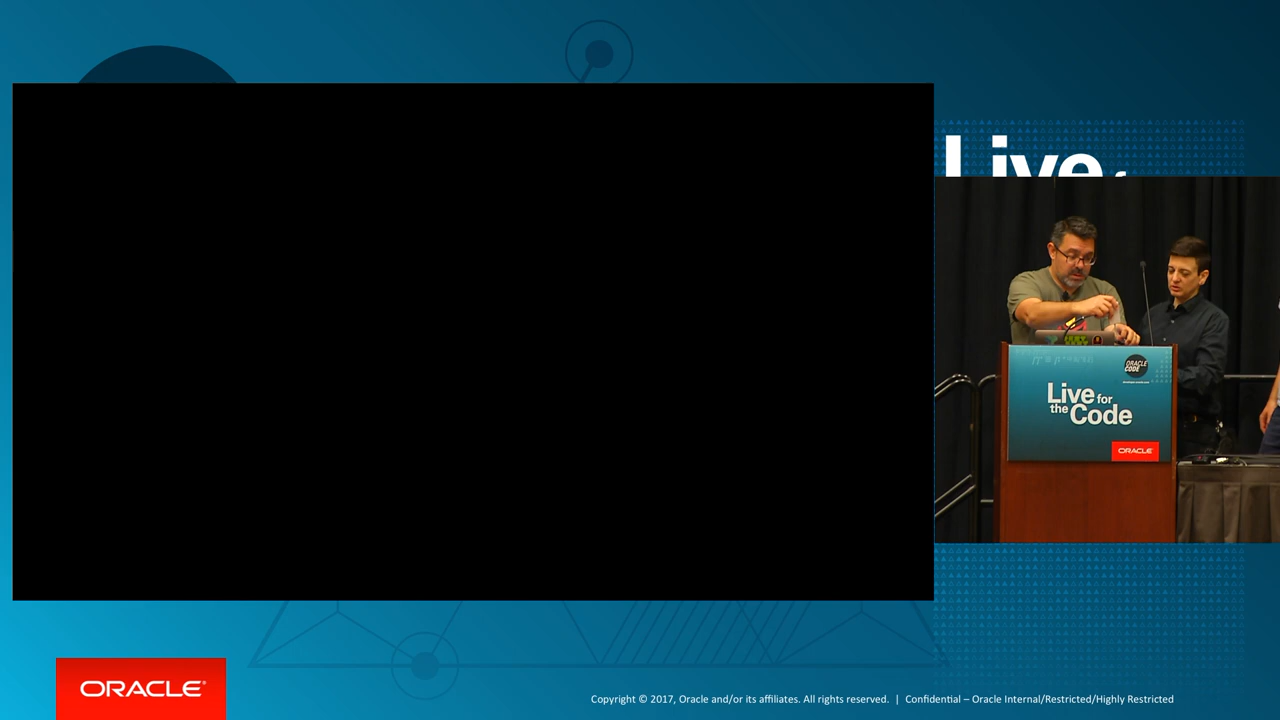 Live
ORACLE
CODE
Live for
the Code
ORACLE
ORACLE
Copyright © 2017, Oracle and/or its affiliates. All rights reserved. | Confidential – Oracle Internal/Restricted/Highly Restricted